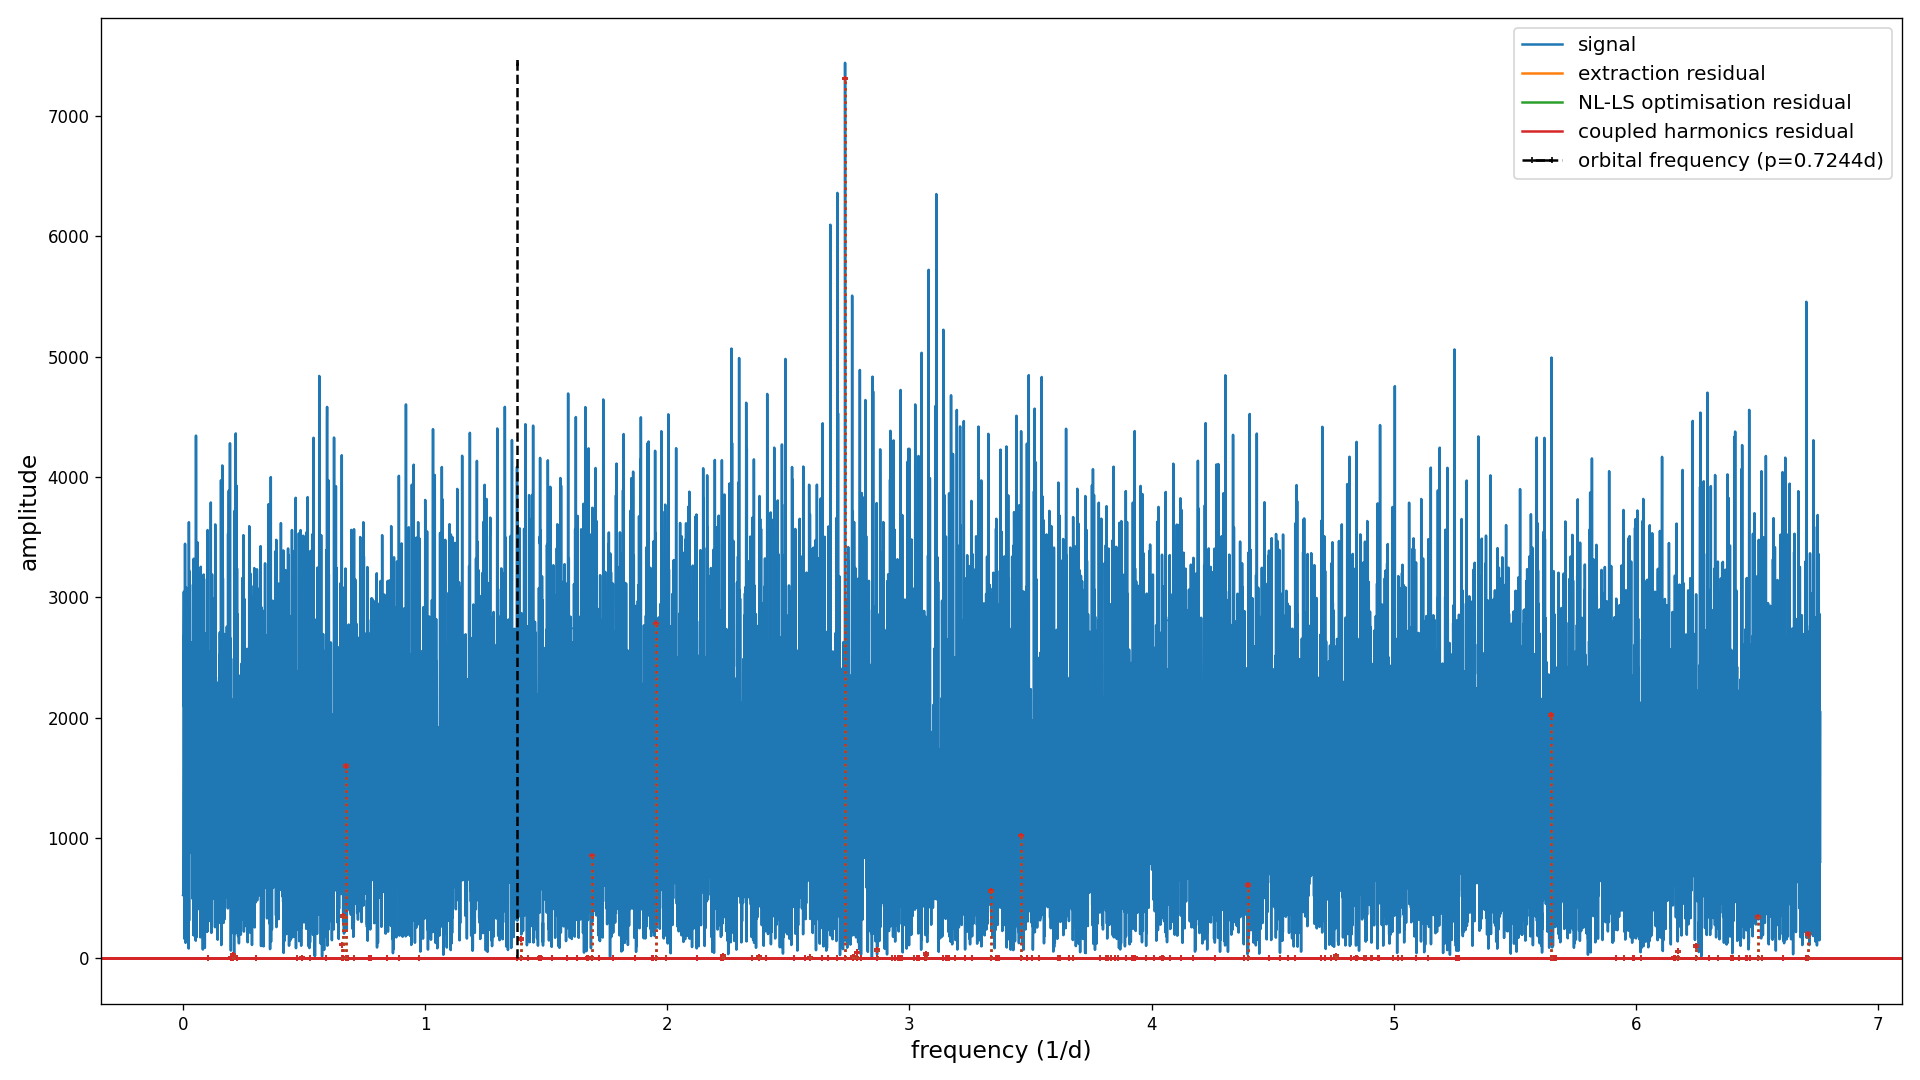 signal
extraction residual
NL-LS optimisation residual
coupled harmonics residual
orbital frequency (p=0.7244d)
amplitude
7000
6000
5000
4000
3000
2000
1000
0
0 1 2 3 4 5 6 7
frequency (1/d)